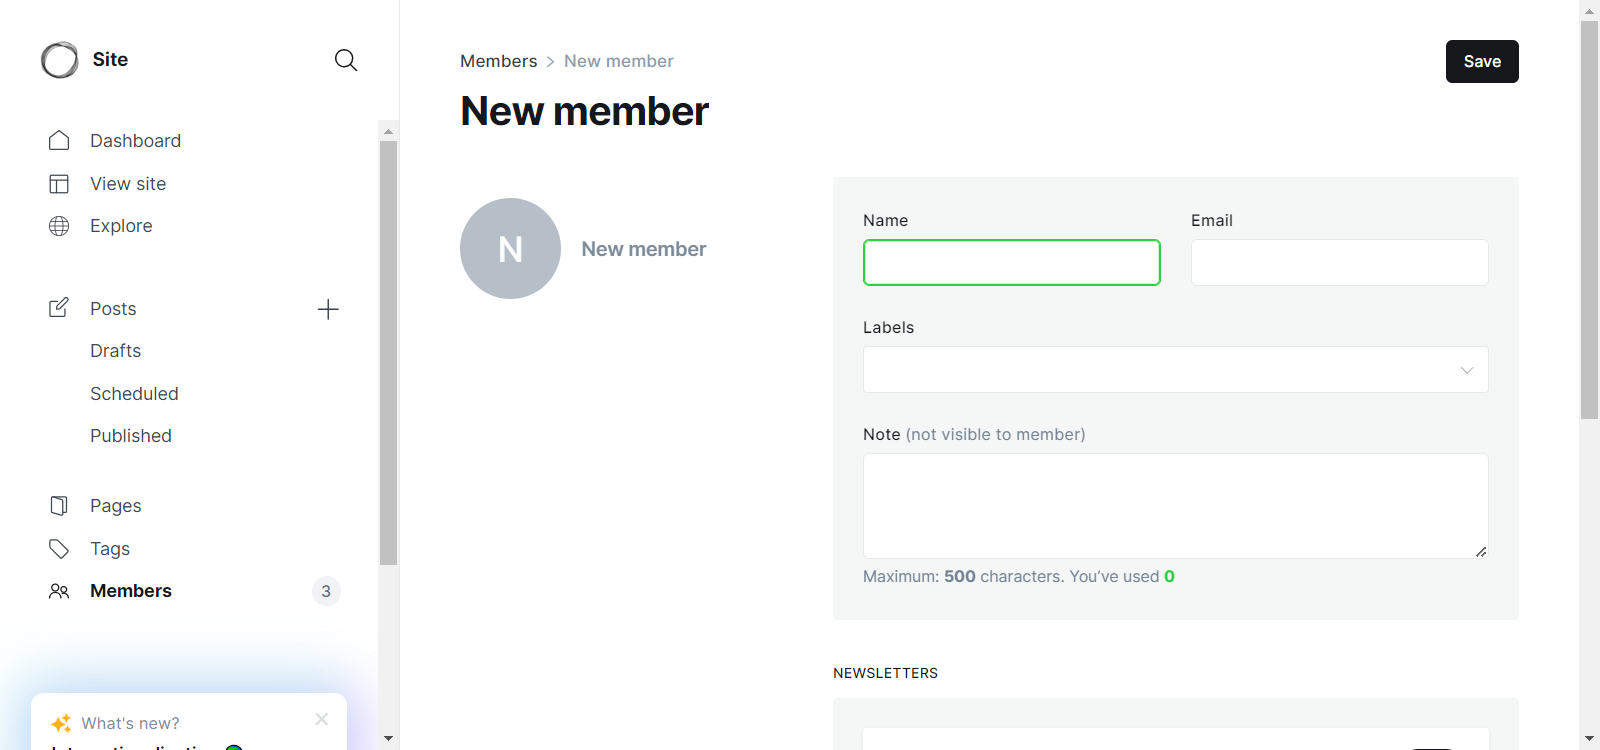 Site
Dashboard
View site
Explore
Posts
Drafts
Scheduled
Published
Pages
Tags
Members 3
What's new?
Members > New member
Save
New member
N
New member
Name
Email
Labels
Note (not visible to member)
Maximum: 500 characters. You’ve used 0
NEWSLETTERS